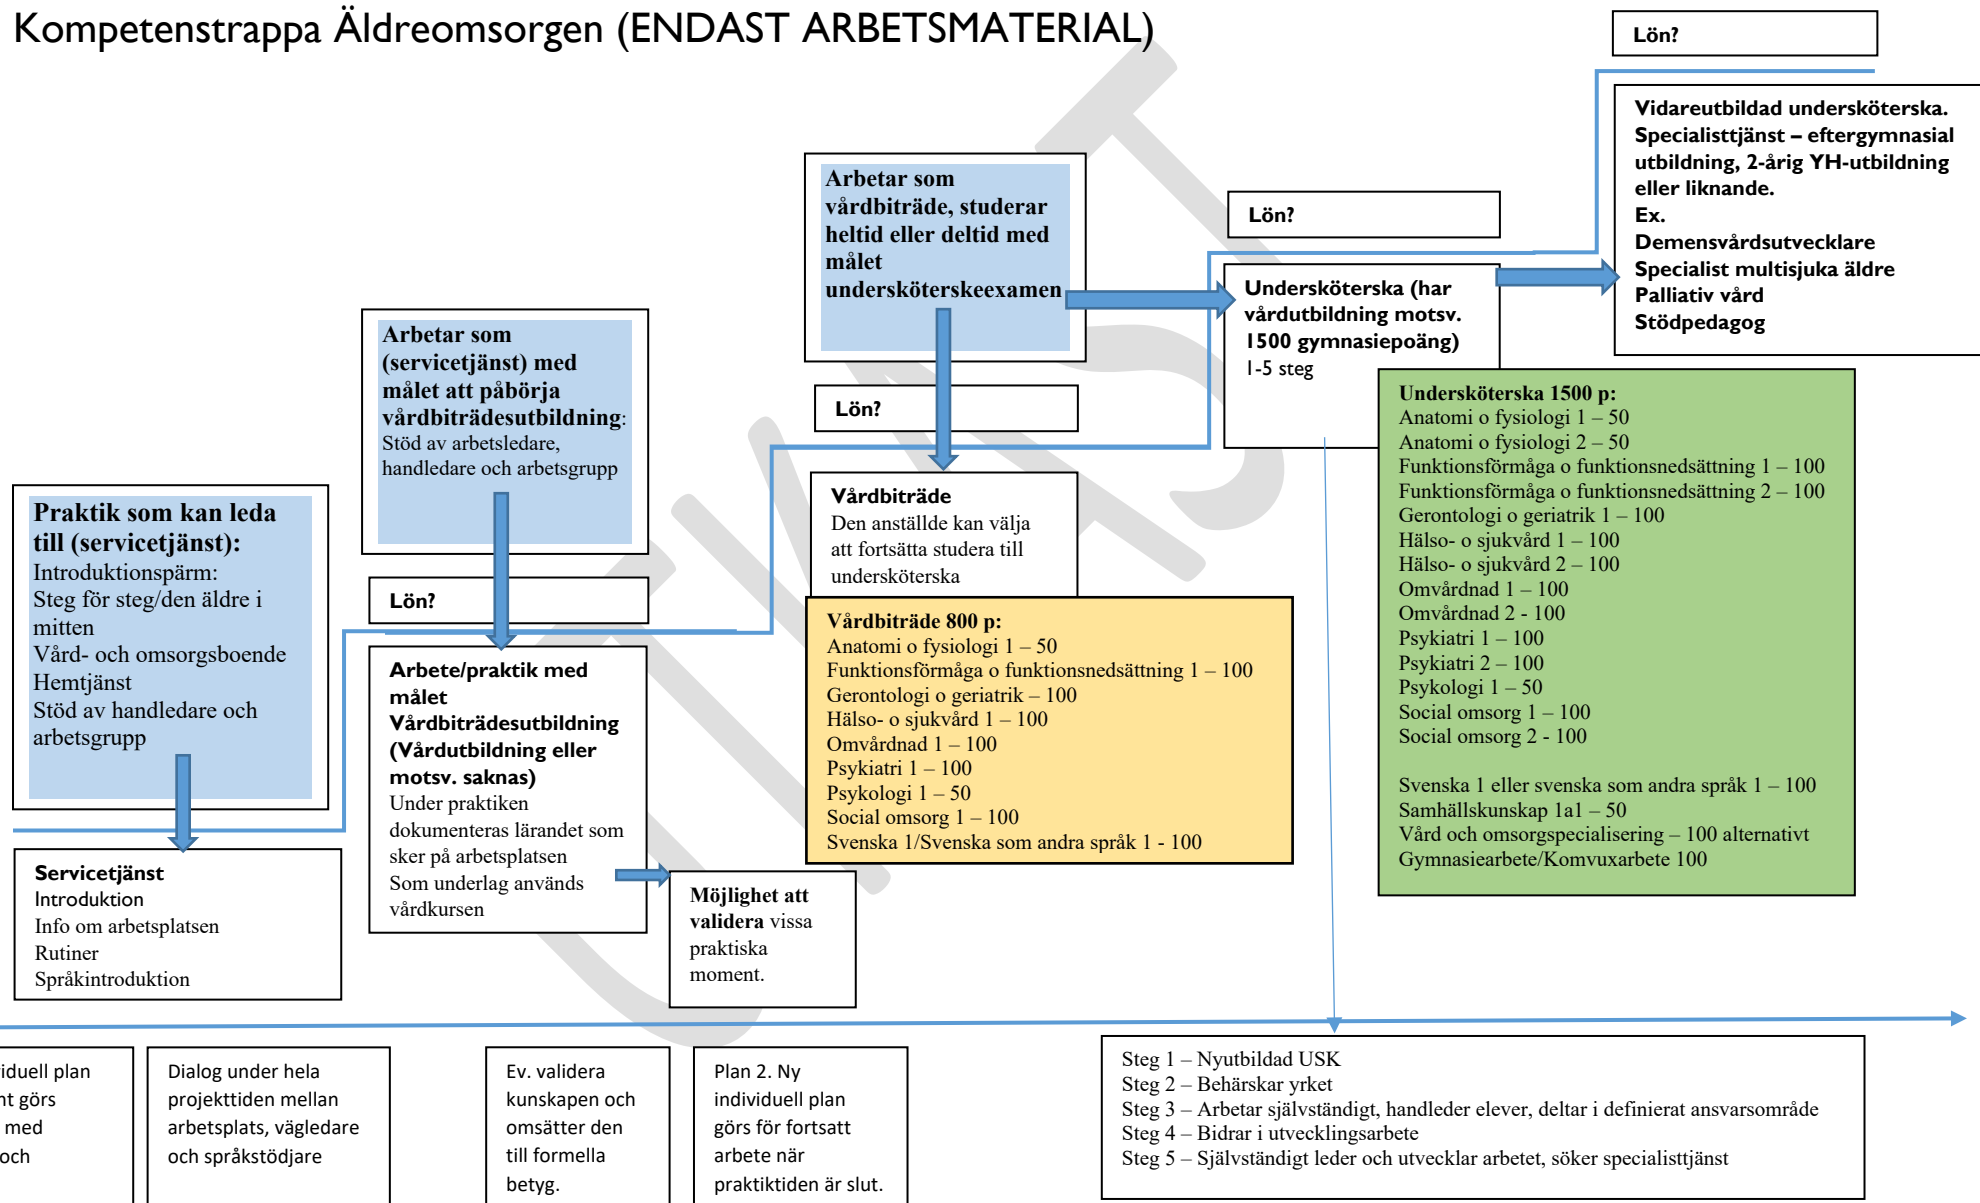 Kompetenstrappa Äldreomsorgen (ENDAST ARBETSMATERIAL)
UTKAST
Praktik som kan leda
till (servicetjänst):
Introduktionspärm:
Steg för steg/den äldre i
mitten
Vård- och omsorgsboende
Hemtjänst
Stöd av handledare och
arbetsgrupp
Servicetjänst
Introduktion
Info om arbetsplatsen
Rutiner
Språkintroduktion
Arbetar som
(servicetjänst) med
målet att påbörja
vårdbiträdesutbildning:
Stöd av arbetsledare,
handledare och arbetsgrupp
Lön?
Arbete/praktik med
målet
Vårdbiträdesutbildning
(Vårdutbildning eller
motsv. saknas)
Under praktiken
dokumenteras lärandet som
sker på arbetsplatsen
Som underlag används
vårdkursen
Möjlighet att
validera vissa
praktiska
moment.
Arbetar som
vårdbiträde, studerar
heltid eller deltid med
målet
undersköterskeexamen
Lön?
Vårdbiträde
Den anställde kan välja
att fortsätta studera till
undersköterska
Vårdbiträde 800 p:
Anatomi o fysiologi 1 – 50
Funktionsförmåga o funktionsnedsättning 1 – 100
Gerontologi o geriatrik – 100
Hälso- o sjukvård 1 – 100
Omvårdnad 1 – 100
Psykiatri 1 – 100
Psykologi 1 – 50
Social omsorg 1 – 100
Svenska 1/Svenska som andra språk 1 - 100
Lön?
Undersköterska (har
vårdutbildning motsv.
1500 gymnasiepoäng)
1-5 steg
Undersköterska 1500 p:
Anatomi o fysiologi 1 – 50
Anatomi o fysiologi 2 – 50
Funktionsförmåga o funktionsnedsättning 1 – 100
Funktionsförmåga o funktionsnedsättning 2 – 100
Gerontologi o geriatrik 1 – 100
Hälso- o sjukvård 1 – 100
Hälso- o sjukvård 2 – 100
Omvårdnad 1 – 100
Omvårdnad 2 - 100
Psykiatri 1 – 100
Psykiatri 2 – 100
Psykologi 1 – 50
Social omsorg 1 – 100
Social omsorg 2 - 100
Svenska 1 eller svenska som andra språk 1 – 100
Samhällskunskap 1a1 – 50
Vård och omsorgspecialisering – 100 alternativt
Gymnasiearbete/Komvuxarbete 100
Lön?
Vidareutbildad undersköterska.
Specialisttjänst – eftergymnasial
utbildning, 2-årig YH-utbildning
eller liknande.
Ex.
Demensvårdsutvecklare
Specialist multisjuka äldre
Palliativ vård
Stödpedagog
plan
görs
med
och
Dialog under hela
projekttiden mellan
arbetsplats, vägledare
och språkstödjare
Ev. validera
kunskapen och
omsätter den
till formella
betyg.
Plan 2. Ny
individuell plan
görs för fortsatt
arbete när
praktiktiden är slut.
Steg 1 – Nyutbildad USK
Steg 2 – Behärskar yrket
Steg 3 – Arbetar självständigt, handleder elever, deltar i definierat ansvarsområde
Steg 4 – Bidrar i utvecklingsarbete
Steg 5 – Självständigt leder och utvecklar arbetet, söker specialisttjänst